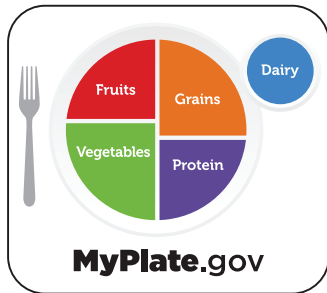 Dairy
Fruits
Grains
Vegetables
Protein
MyPlate.gov